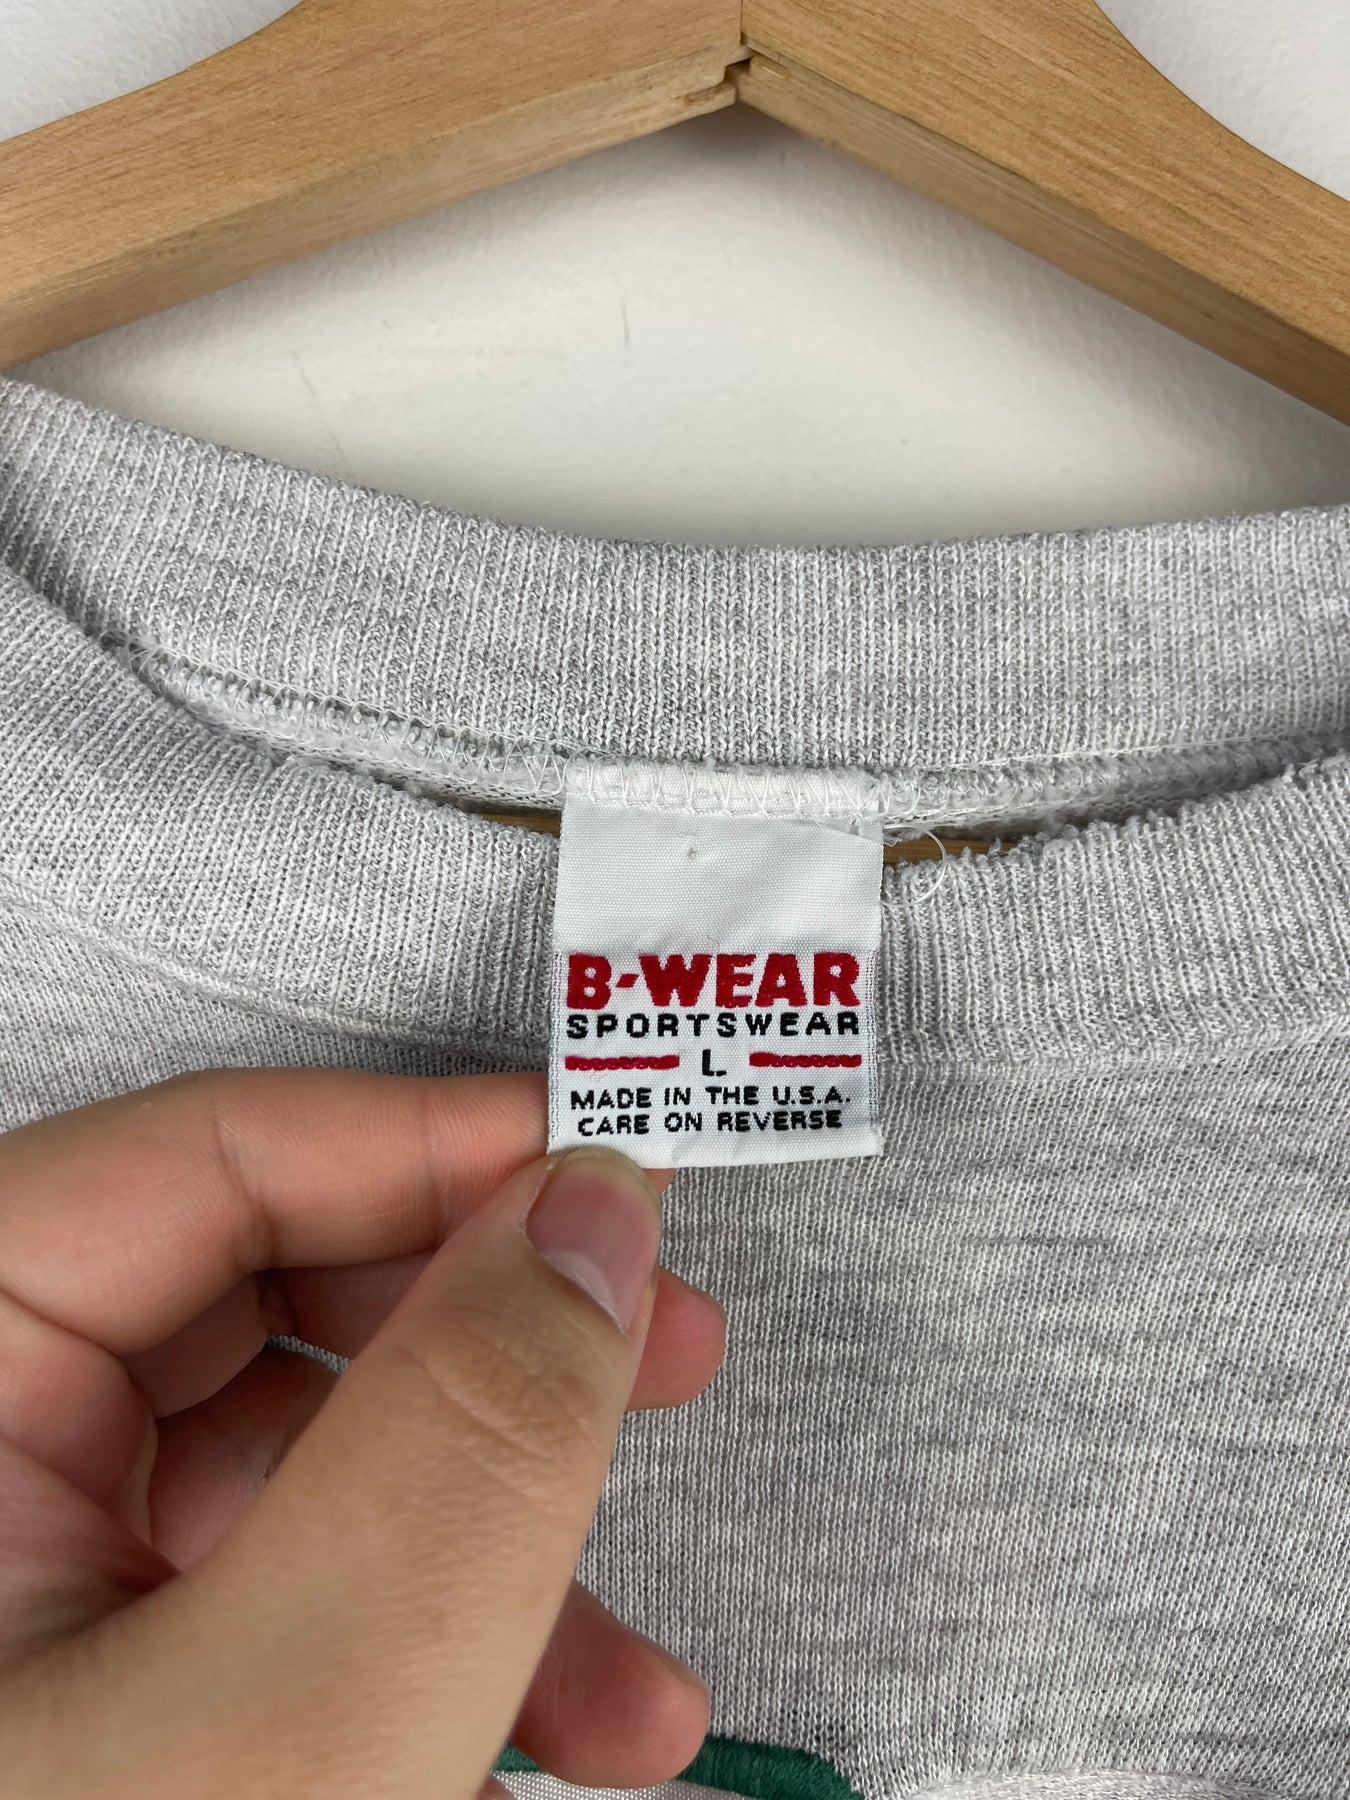 B-WEAR
SPORTSWEAR
L
MADE IN THE U.S.A.
CARE ON REVERSE